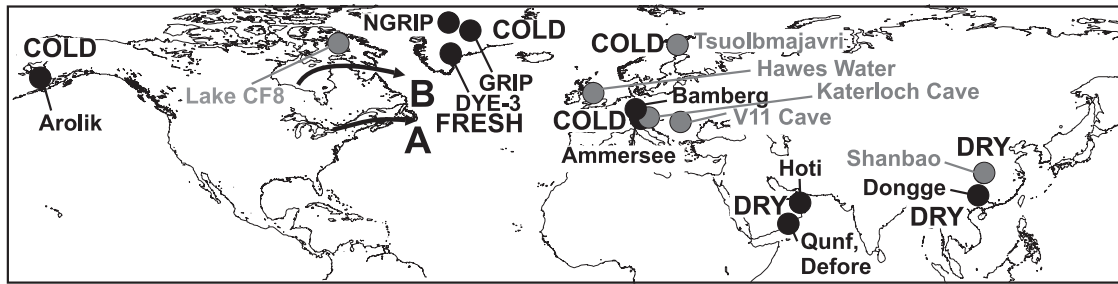 NGRIP
COLD
COLD
COLD
Tsuolbmajavri
Lake CF8
GRIP
Hawes Water
Arolik
B
DYE-3
Bamberg
Katerloch Cave
FRESH
COLD
V11 Cave
A
Ammersee
Hoti
Shanbao
DRY
Dongge
DRY
DRY
Qunf,
Defore